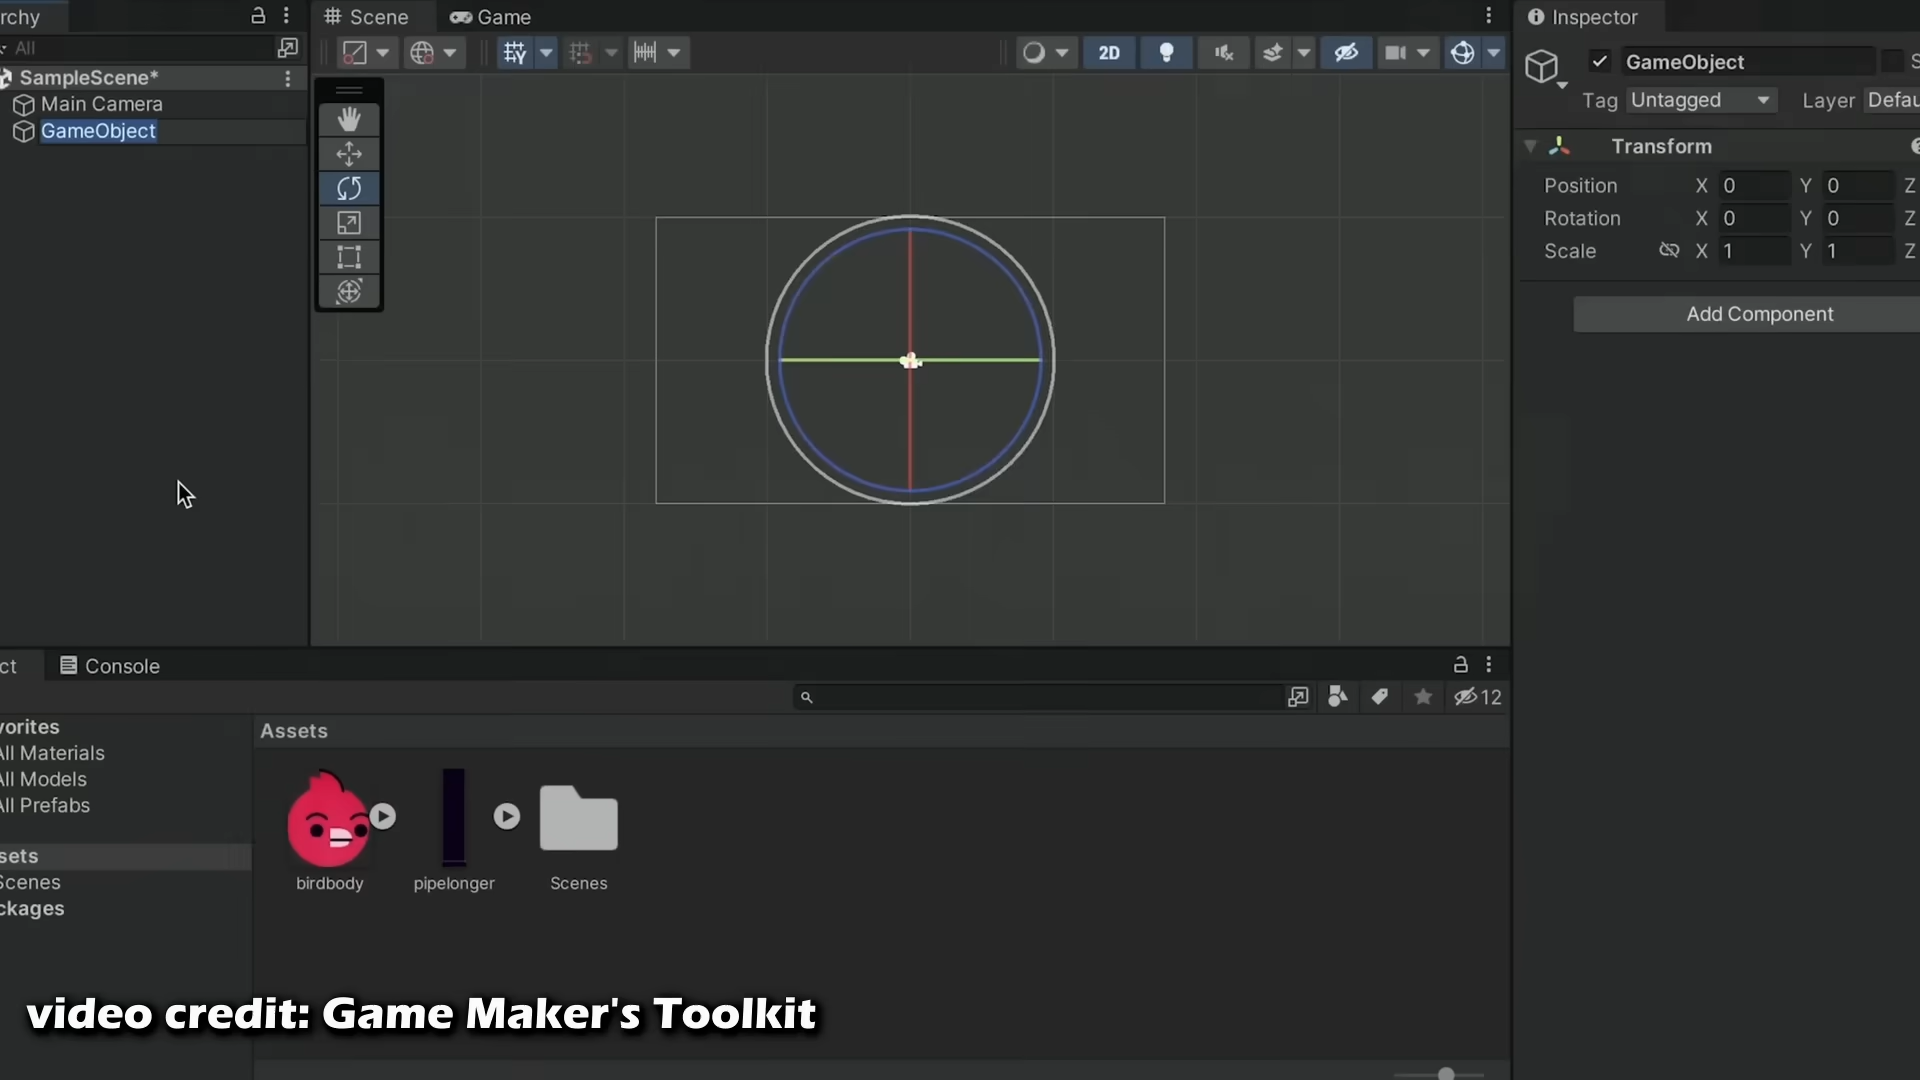 rchy
Scene
Game
Inspector
All
2D
GameObject
SampleScene*
Main Camera
GameObject
Tag Untagged Layer Defau
Transform
Position X 0 Y 0 Z
Rotation X 0 Y 0 Z
Scale X 1 Y 1 Z
Add Component
ct
Console
12
vorites
All Materials
All Models
All Prefabs
sets
Scenes
ckages
Assets
birdbody
pipelonger
Scenes
video credit: Game Maker's Toolkit